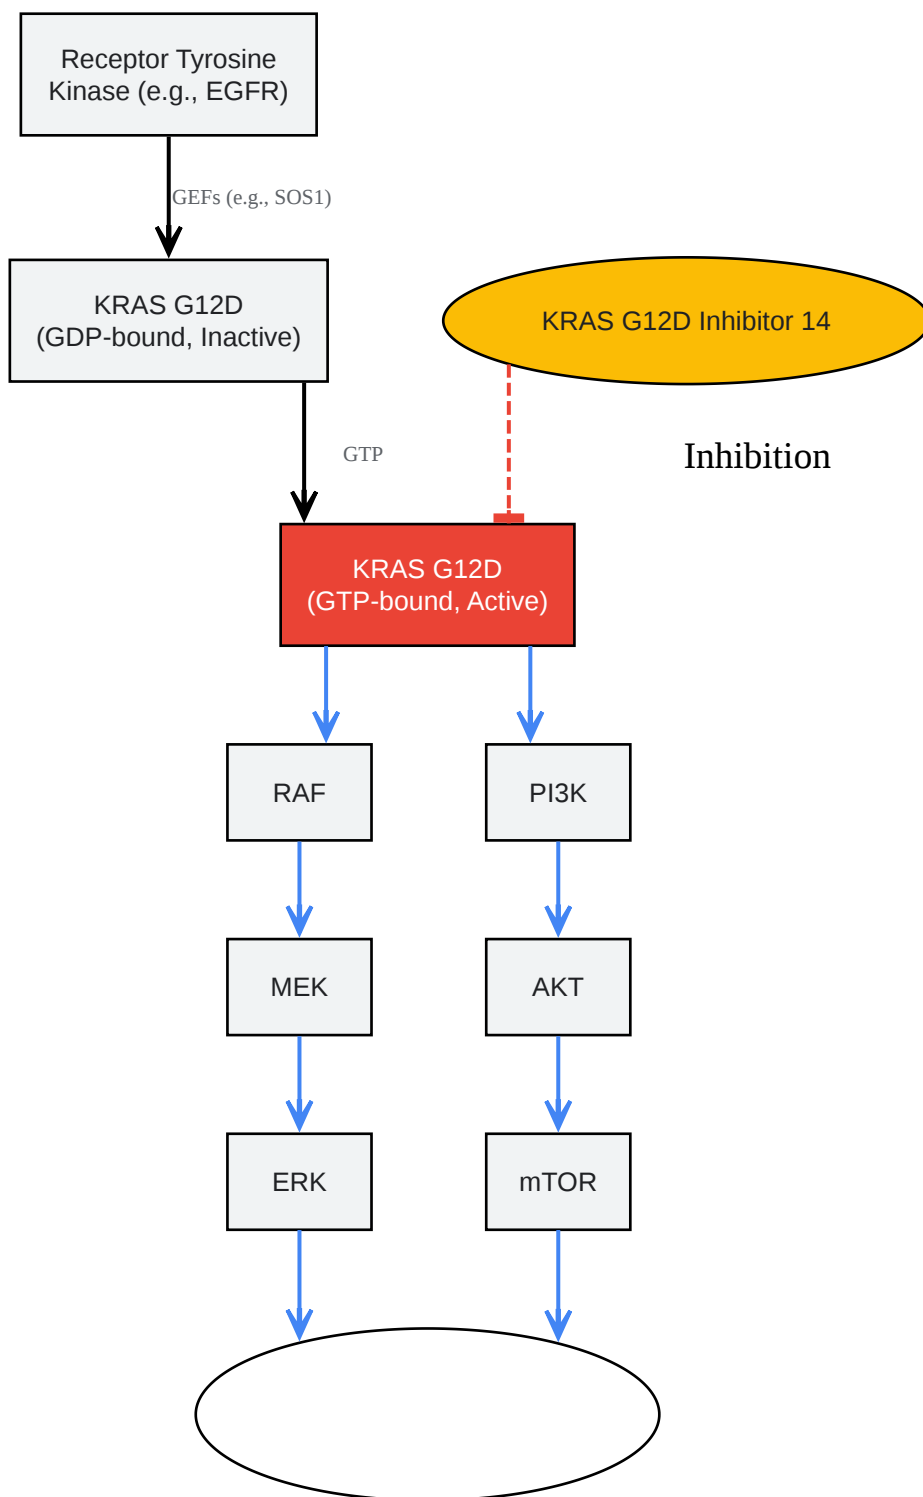 Receptor Tyrosine
Kinase (e.g., EGFR)
GEFs (e.g., SOS1)
KRAS G12D
(GDP-bound, Inactive)
KRAS G12D Inhibitor 14
GTP
Inhibition
KRAS G12D
(GTP-bound, Active)
RAF
PI3K
MEK
AKT
ERK
mTOR